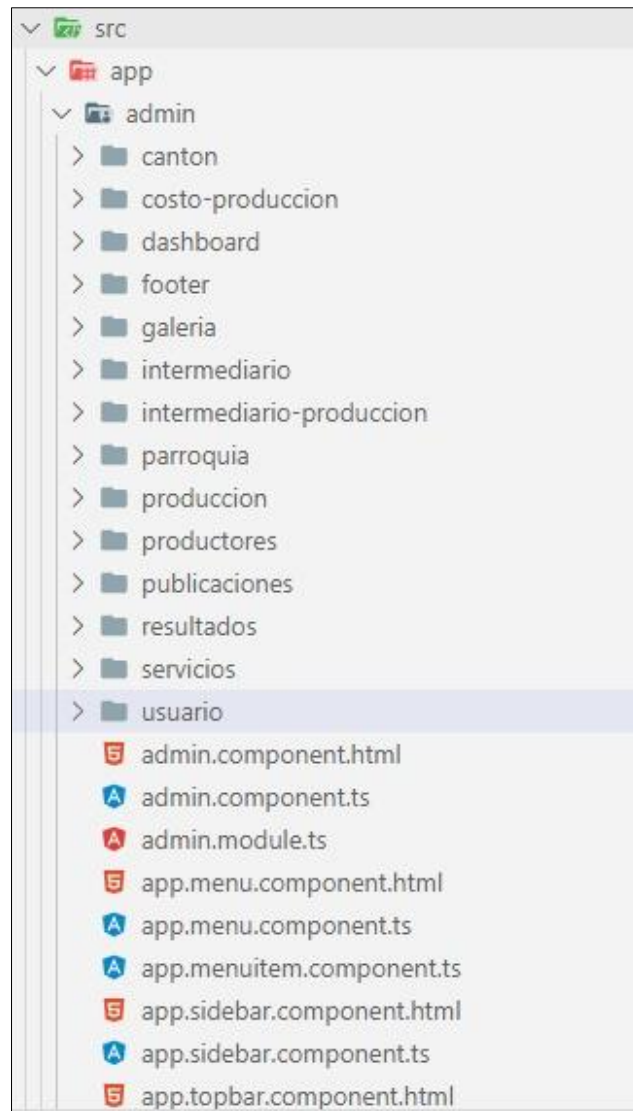 src
app
admin
canton
costo-produccion
dashboard
footer
galeria
intermediario
intermediario-produccion
parroquia
produccion
productores
publicaciones
resultados
servicios
usuario
admin.component.html
admin.component.ts
admin.module.ts
app.menu.component.html
app.menu.component.ts
app.menuitem.component.ts
app.sidebar.component.html
app.sidebar.component.ts
app.topbar.component.html